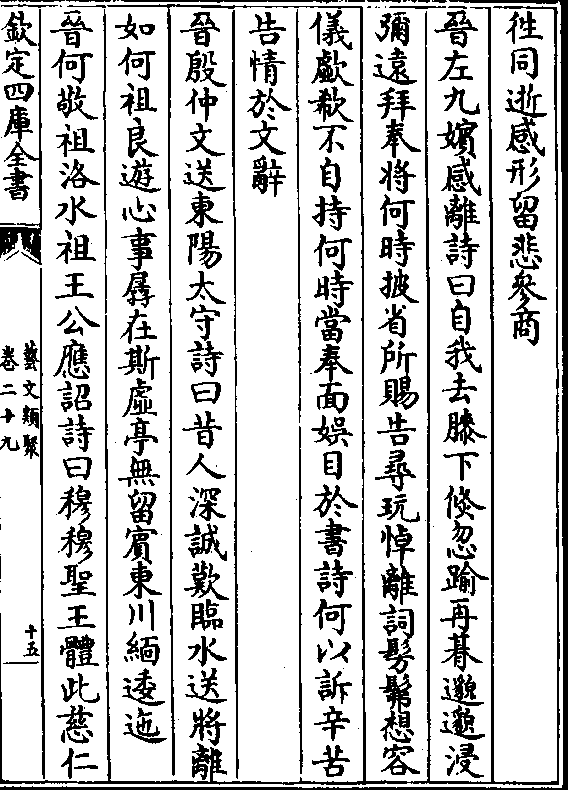 徃同逝感形留悲參商
晉左九嬪感離詩曰自我去膝下倐忽踰再朞邈邈浸
彌遠拜奉將何時披省所賜告尋玩悼離詞髣髴想容
儀歔欷不自持何時當奉面娯目於書詩何以訴辛苦
告情於文辭
晉殷仲文送東陽太守詩曰昔人深誠歎臨水送將離
如何祖良遊心事孱在斯虛亭無留賓東川緬逶迤
晉何敬祖洛水祖王公應詔詩曰穆穆聖王體此慈仁
欽定四庫全書
藝文類聚
卷二十九
十五